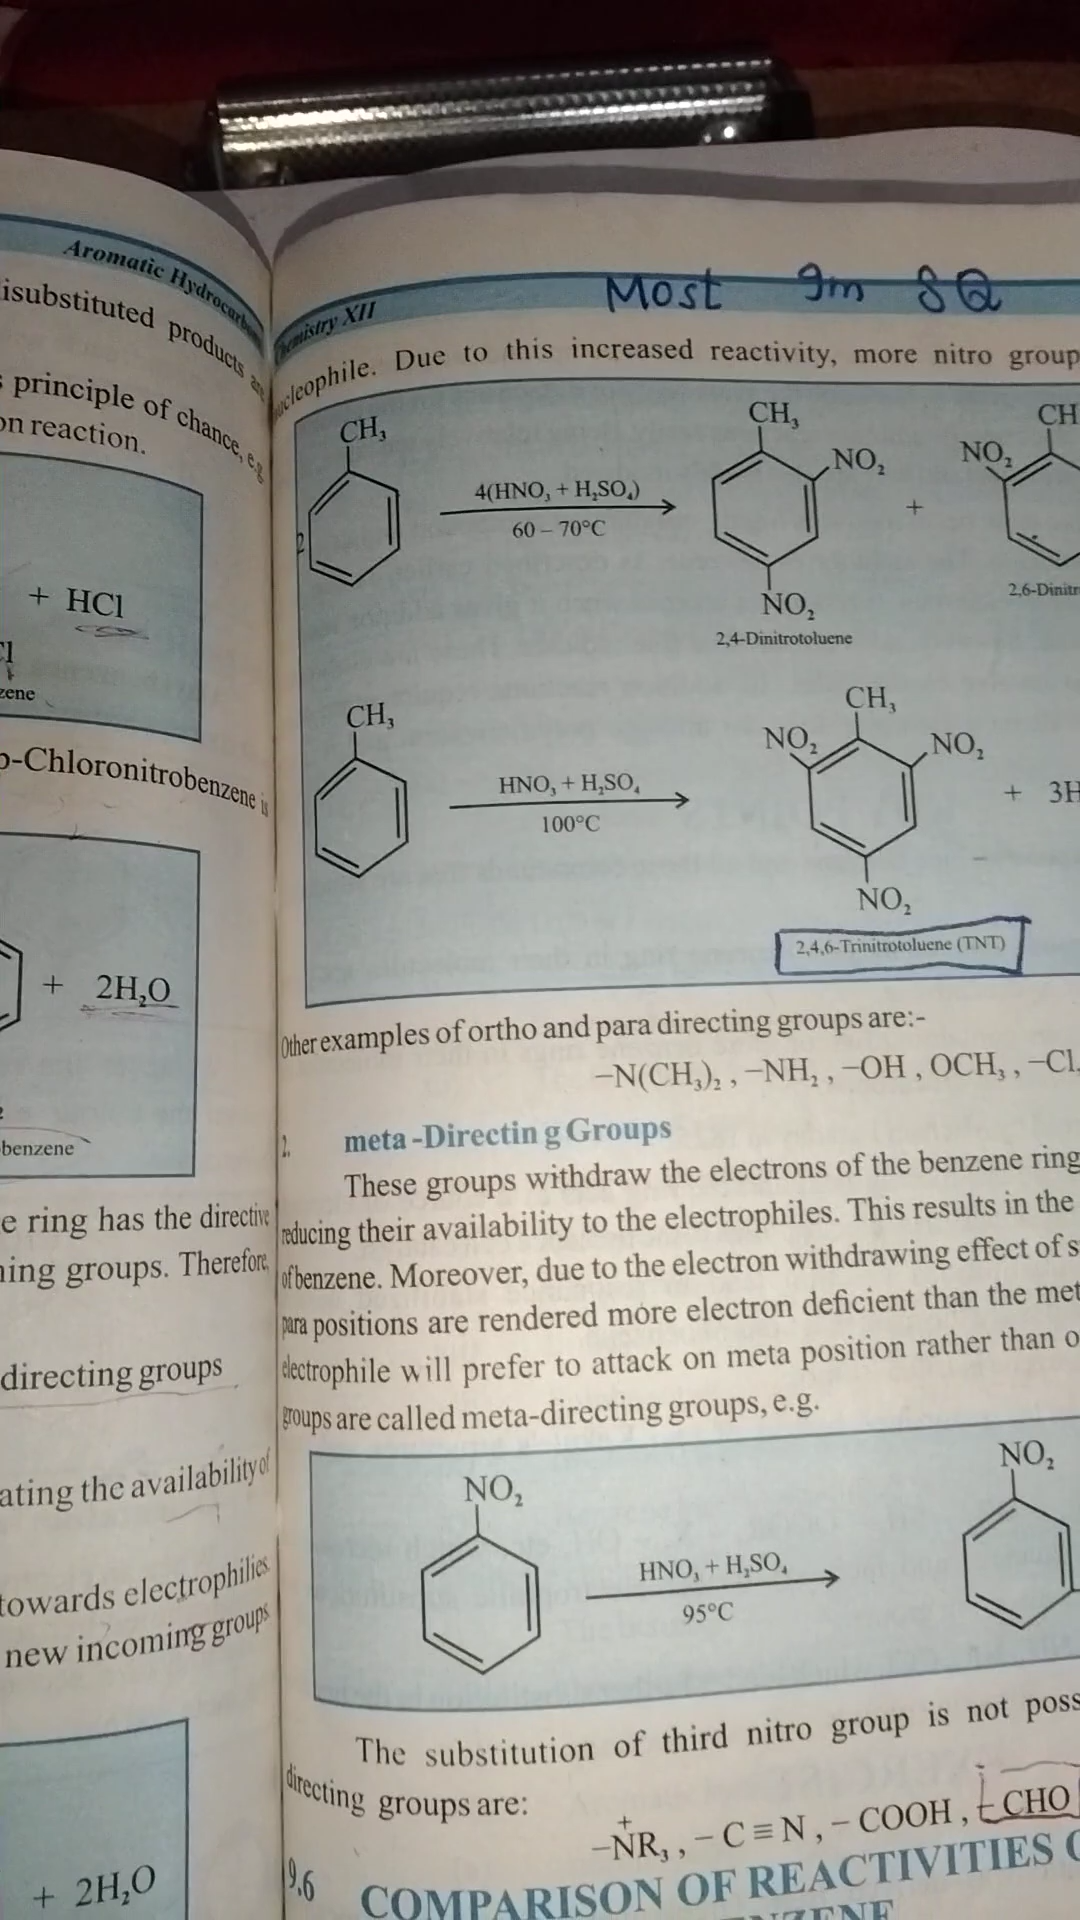 Aromatic Hydrocarbon
isubstituted products are
principle of chance, e.g
on reaction.
+ HCl
zene
p-Chloronitrobenzene is
+ 2H₂O
benzene
e ring has the directive
ing groups. Therefore,
directing groups
ating the availability of
towards electrophilies
new incoming groups
+ 2H₂O
Most Im SQ
Chemistry XII
nucleophile. Due to this increased reactivity, more nitro group
CH₃ CH₃ CH
NO₂ NO₂
4(HNO₃ + H₂SO₄)
2 +
60 – 70°C
NO₂ 2,6-Dinitr
2,4-Dinitrotoluene
CH₃ CH₃
NO₂ NO₂
HNO₃ + H₂SO₄ + 3H
100°C
NO₂
2,4,6-Trinitrotoluene (TNT)
Other examples of ortho and para directing groups are:-
–N(CH₃)₂ , –NH₂ , –OH , OCH₃ , –Cl,
2. meta -Directin g Groups
These groups withdraw the electrons of the benzene ring
reducing their availability to the electrophiles. This results in the
of benzene. Moreover, due to the electron withdrawing effect of s
para positions are rendered more electron deficient than the met
electrophile will prefer to attack on meta position rather than o
groups are called meta-directing groups, e.g.
NO₂ NO₂
HNO₃ + H₂SO₄
95°C
The substitution of third nitro group is not poss
directing groups are:
–N⁺R₃ , – C ≡ N , – COOH , – CHO
9.6 COMPARISON OF REACTIVITIES O